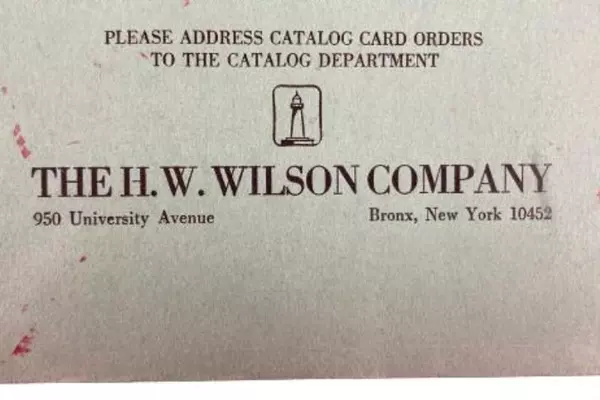 PLEASE ADDRESS CATALOG CARD ORDERS
TO THE CATALOG DEPARTMENT
THE H. W. WILSON COMPANY
950 University Avenue Bronx, New York 10452